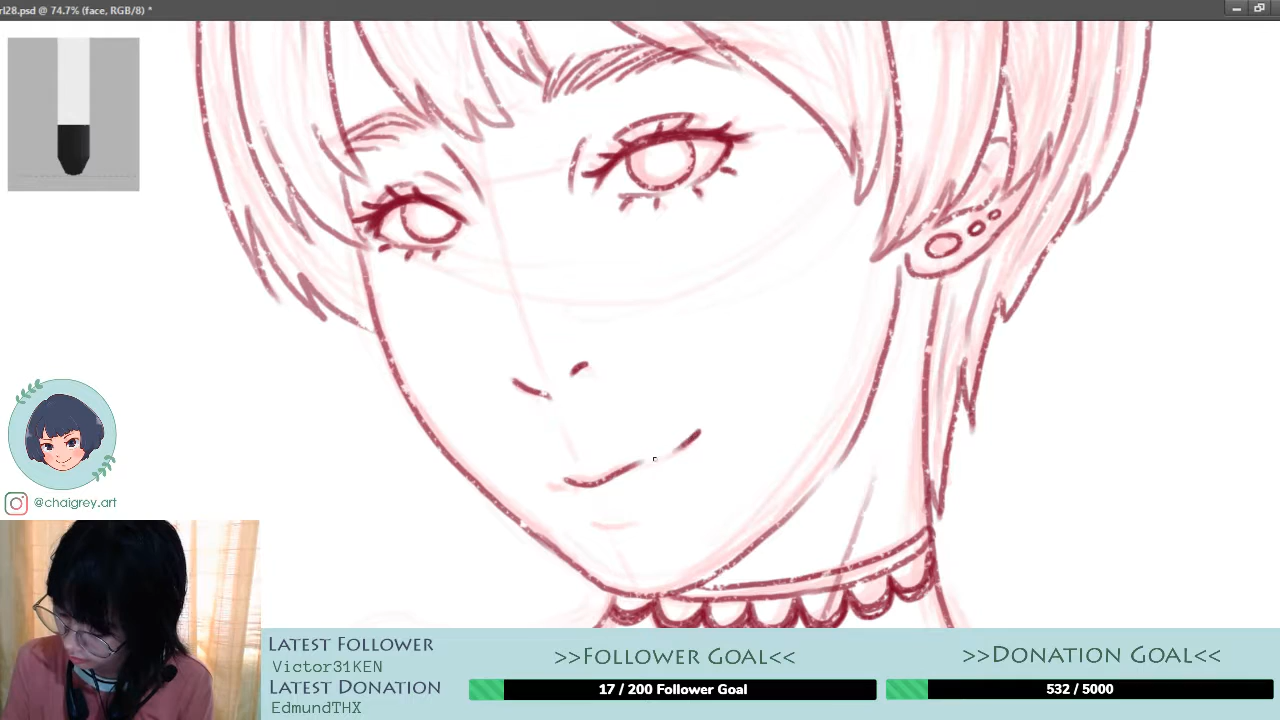 rl28.psd @ 74.7% (face, RGB/8) *
@chaigrey.art
LATEST FOLLOWER
Victor31KEN
LATEST DONATION
EdmundTHX
>>FOLLOWER GOAL<<
17 / 200 Follower Goal
>>DONATION GOAL<<
532 / 5000